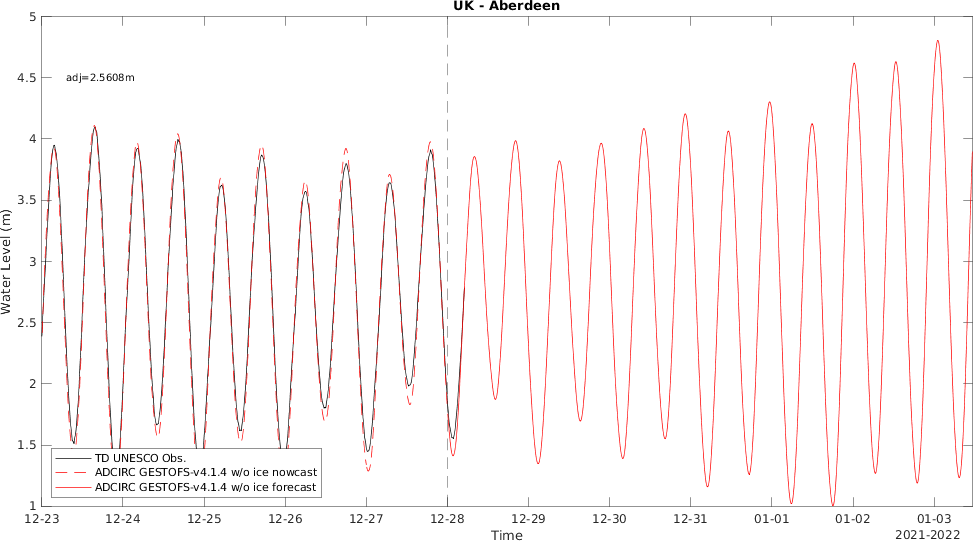 UK - Aberdeen
5
4.5
4
3.5
3
2.5
2
1.5
1
Water Level (m)
adj=2.5608m
TD UNESCO Obs.
ADCIRC GESTOFS-v4.1.4 w/o ice nowcast
ADCIRC GESTOFS-v4.1.4 w/o ice forecast
12-23 12-24 12-25 12-26 12-27 12-28 12-29 12-30 12-31 01-01 01-02 01-03
Time
2021-2022